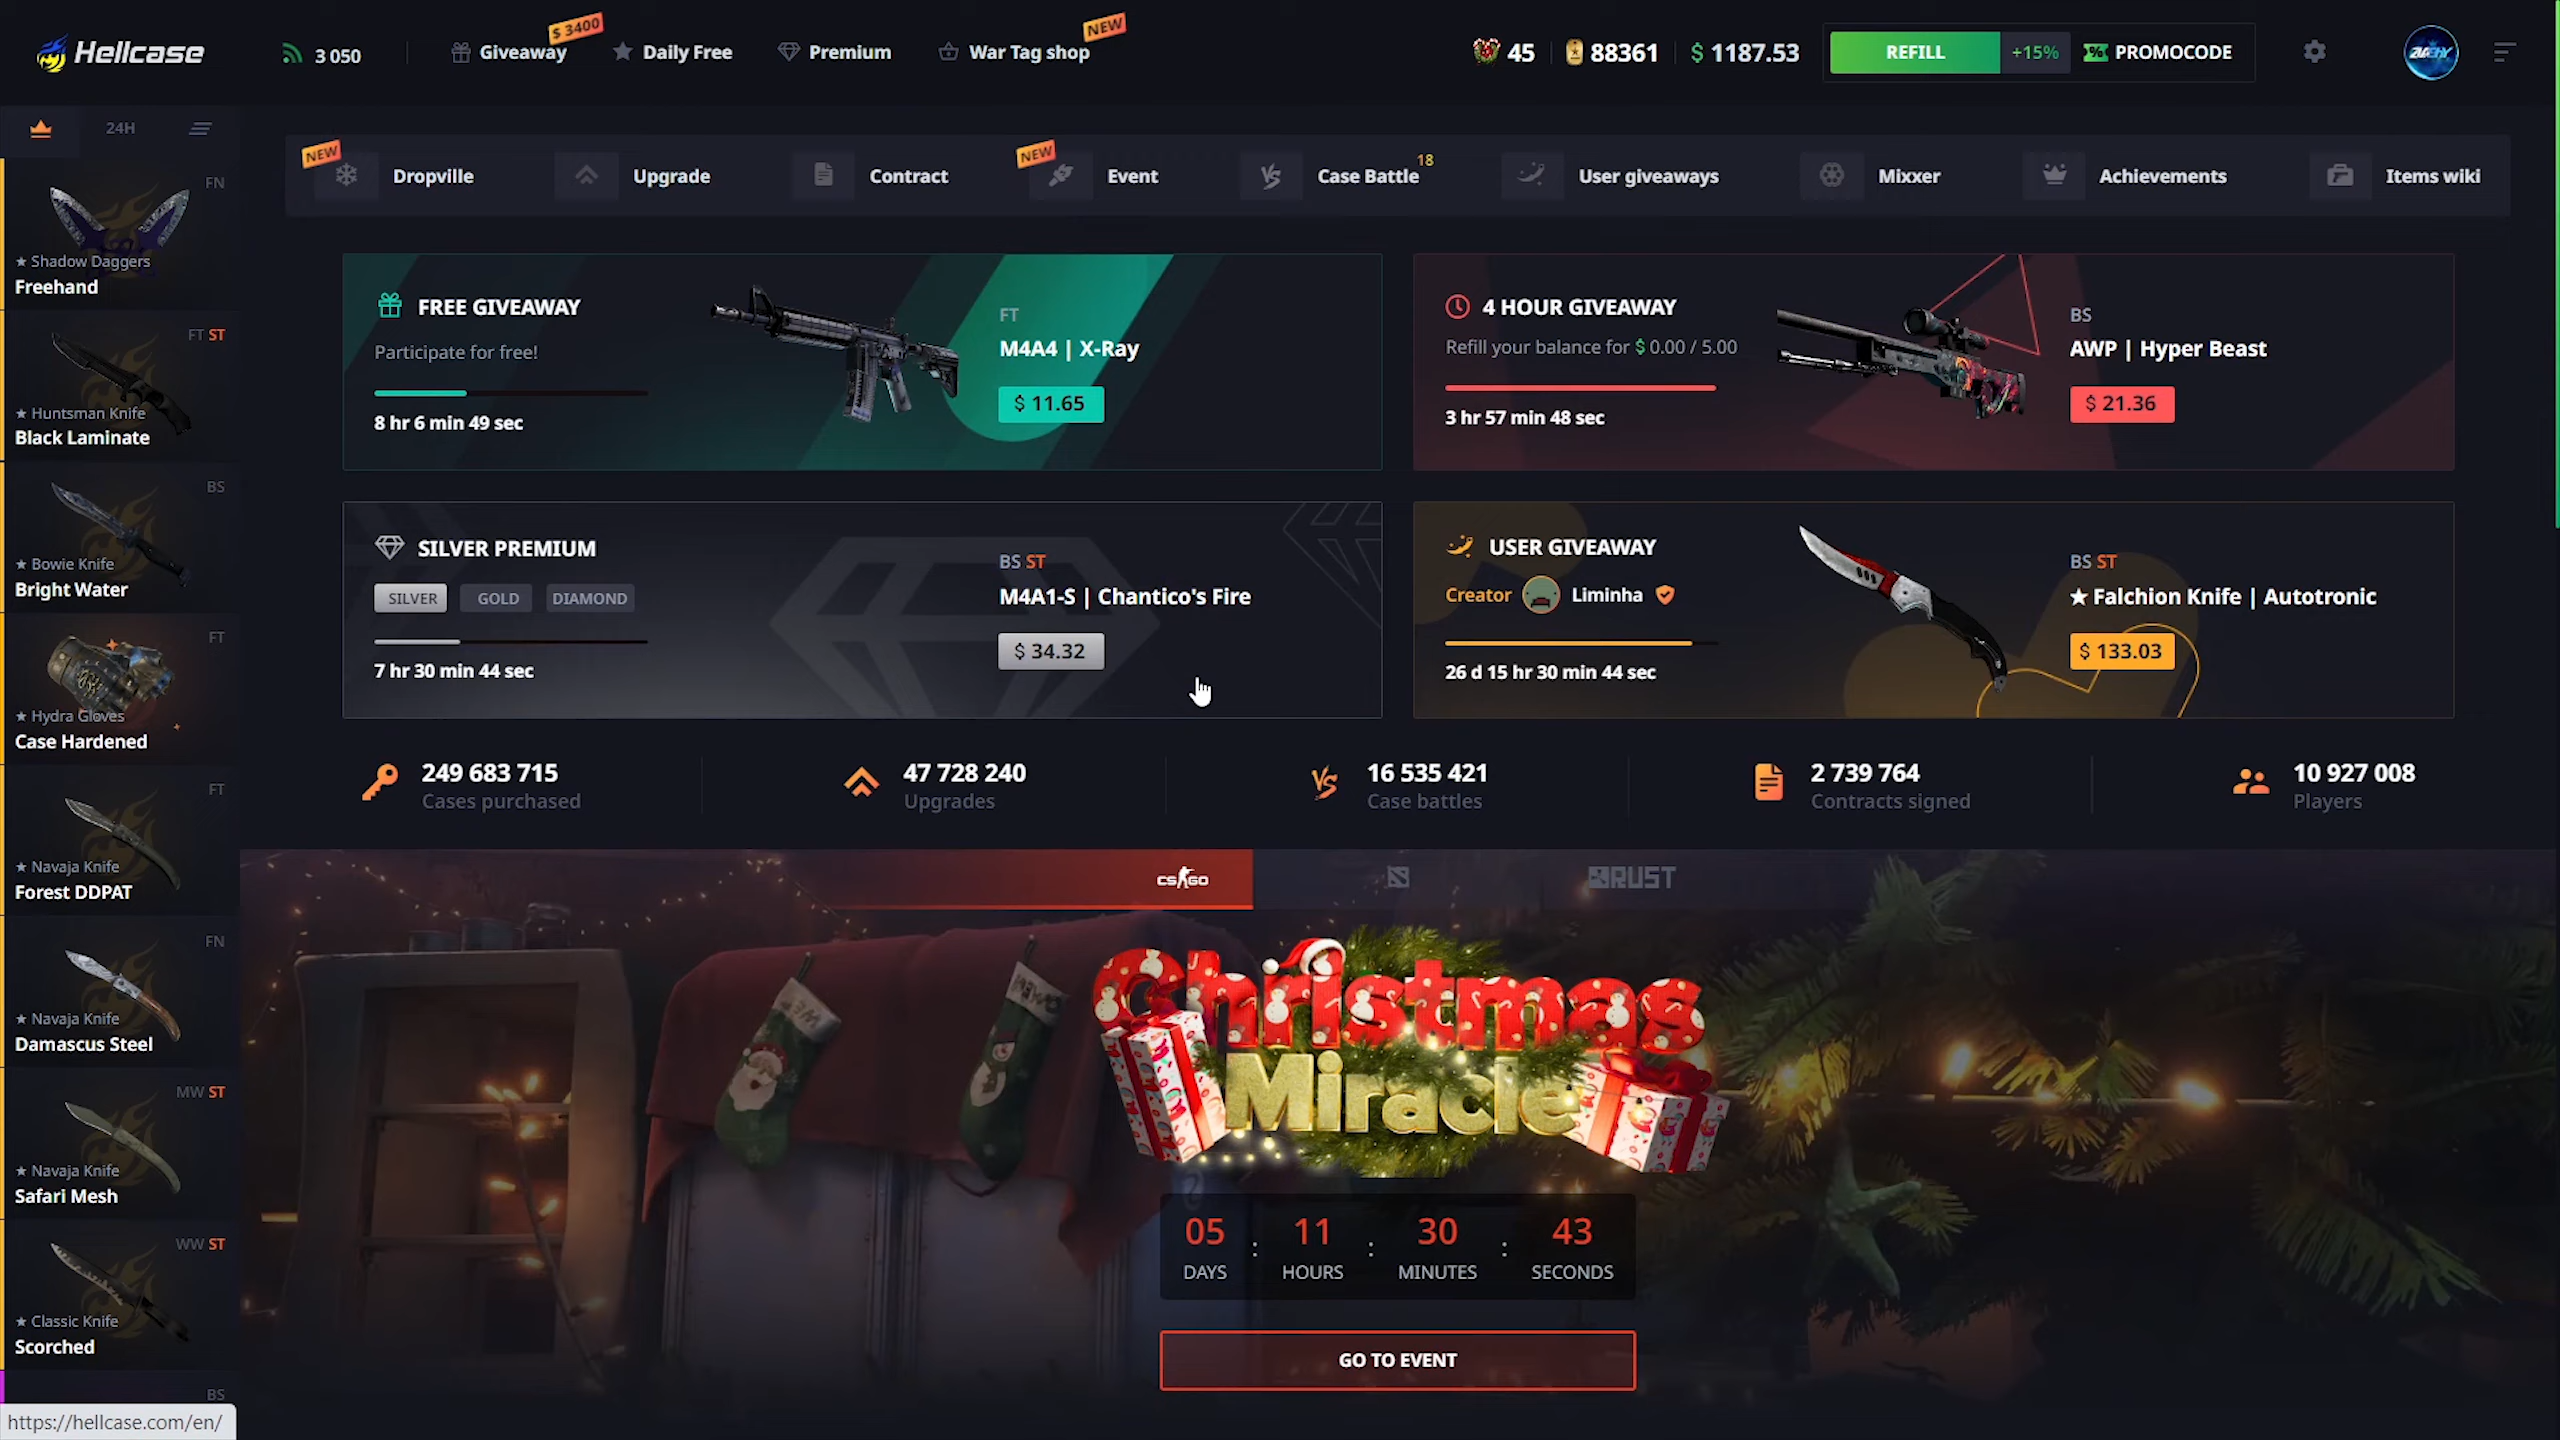 Hellcase
3 050
Giveaway
$ 3400
Daily Free
Premium
War Tag shop
NEW
45
88361
$ 1187.53
REFILL
+15%
PROMOCODE
24H
NEW
Dropville
Upgrade
Contract
NEW
Event
Case Battle
18
User giveaways
Mixxer
Achievements
Items wiki
FN
★ Shadow Daggers
Freehand
FT ST
★ Huntsman Knife
Black Laminate
BS
★ Bowie Knife
Bright Water
FT
★ Hydra Gloves
Case Hardened
FT
★ Navaja Knife
Forest DDPAT
FN
★ Navaja Knife
Damascus Steel
MW ST
★ Navaja Knife
Safari Mesh
WW ST
★ Classic Knife
Scorched
BS
FREE GIVEAWAY
Participate for free!
8 hr 6 min 49 sec
FT
M4A4 | X-Ray
$ 11.65
4 HOUR GIVEAWAY
Refill your balance for $ 0.00 / 5.00
3 hr 57 min 48 sec
BS
AWP | Hyper Beast
$ 21.36
SILVER PREMIUM
SILVER
GOLD
DIAMOND
7 hr 30 min 44 sec
BS ST
M4A1-S | Chantico's Fire
$ 34.32
USER GIVEAWAY
Creator
Liminha
26 d 15 hr 30 min 44 sec
BS ST
★ Falchion Knife | Autotronic
$ 133.03
249 683 715
Cases purchased
47 728 240
Upgrades
VS
16 535 421
Case battles
2 739 764
Contracts signed
10 927 008
Players
CS GO
RUST
Christmas
Miracle
05 : 11 : 30 : 43
DAYS HOURS MINUTES SECONDS
GO TO EVENT
https://hellcase.com/en/